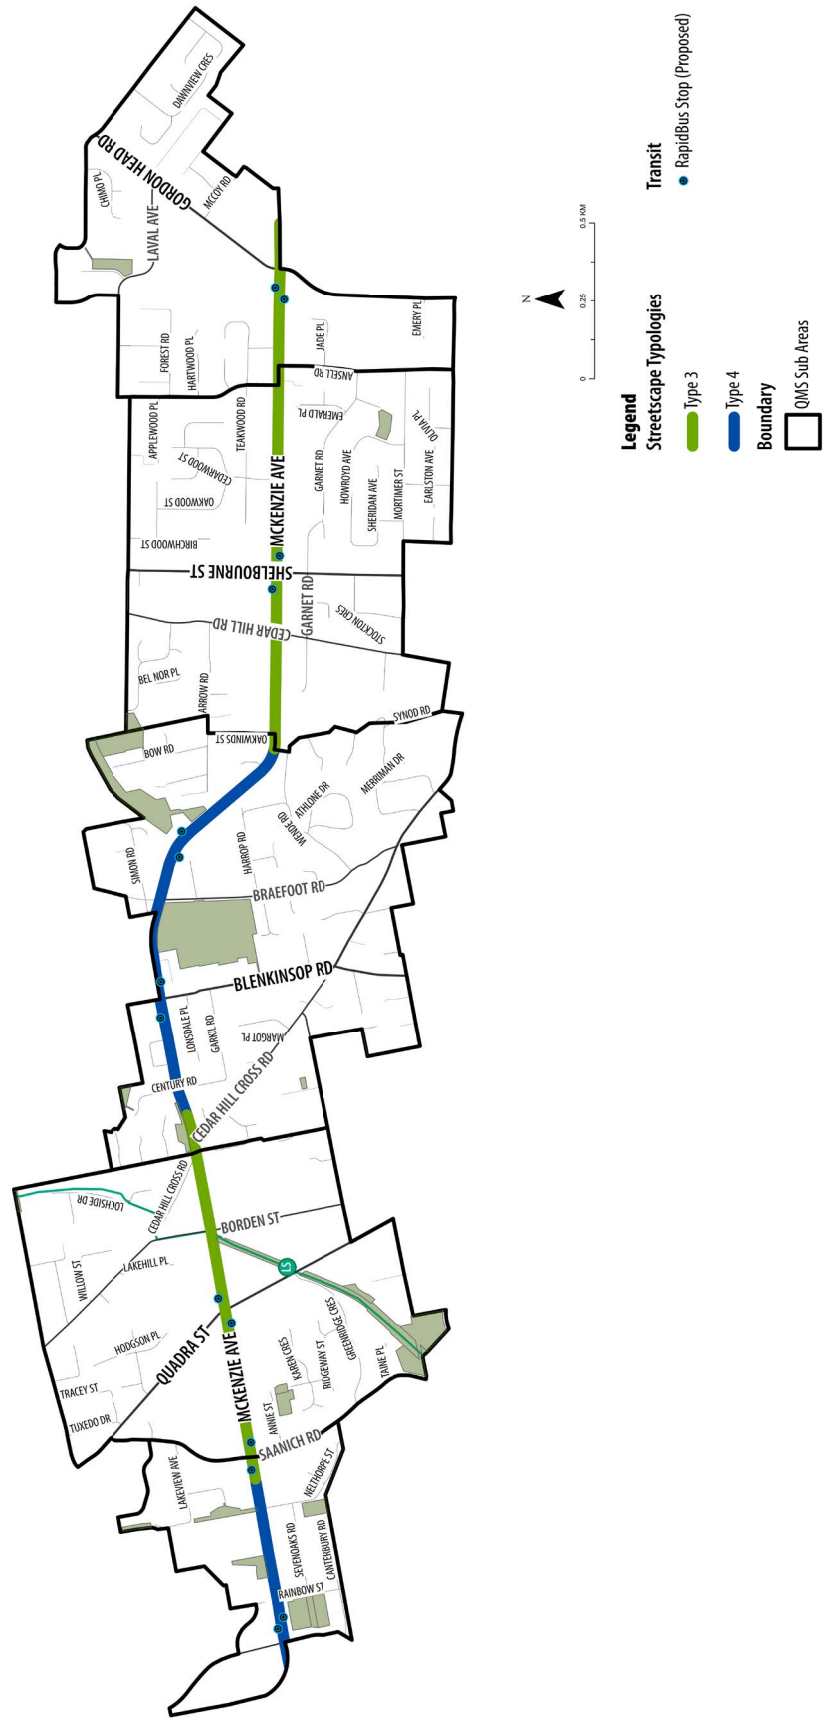 DAWNVIEW CRES
GORDON HEAD RD
CHIMO PL
MCCOY RD
LAVAL AVE
FOREST RD
HARTWOOD PL
JADE PL
EMERY PL
ANSELL RD
APPLEWOOD PL
TEAKWOOD RD
EMERALD PL
CEDARWOOD ST
OAKWOOD ST
MCKENZIE AVE
GARNET RD
HOWROYD AVE
OLIVIA PL
SHERIDAN AVE
MORTIMER ST
EARLSTON AVE
BIRCHWOOD ST
SHELBOURNE ST
GARNET RD
STOCKTON CRES
CEDAR HILL RD
BEL NOR PL
ARROW RD
SYNOD RD
OAKWINDS ST
BOW RD
MERRIMAN DR
ATHLONE DR
WENDE RD
SIMON RD
HARROP RD
BRAEFOOT RD
BLENKINSOP RD
LONSDALE PL
GARKIL RD
MARGOT PL
CENTURY RD
CEDAR HILL CROSS RD
CEDAR HILL CROSS RD
LOCHSIDE DR
BORDEN ST
LAKEHILL PL
WILLOW ST
LS
HODGSON PL
QUADRA ST
MCKENZIE AVE
KAREN CRES
RIDGEWAY ST
GREENRIDGE CRES
TAINE PL
TRACEY ST
TUXEDO DR
ANNIE ST
SAANICH RD
LAKEVIEW AVE
NELTHORPE ST
SEVENOAKS RD
CANTERBURY RD
RAINBOW ST
N
0
0.25
0.5 KM
Legend
Streetscape Typologies
Type 3
Type 4
Boundary
QMS Sub Areas
Transit
RapidBus Stop (Proposed)